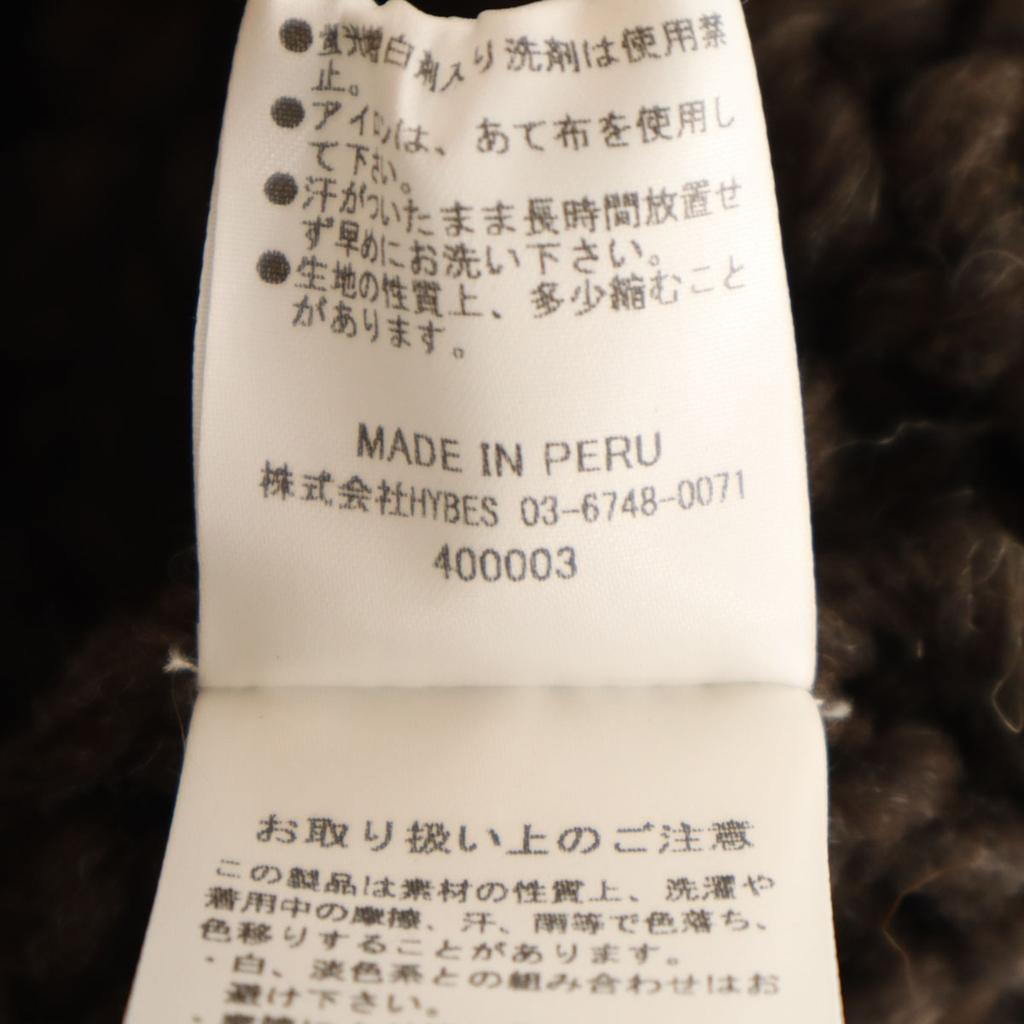 ●蛍光増白剤入り洗剤は使用禁
止。
●アイロンは、あて布を使用し
て下さい。
●汗がついたまま長時間放置せ
ず早めにお洗い下さい。
●生地の性質上、多少縮むこと
があります。
MADE IN PERU
株式会社HYBES 03-6748-0071
400003
お取り扱い上のご注意
この製品は素材の性質上、洗濯や
着用中の摩擦、汗、雨等で色落ち、
色移りすることがあります。
・白、淡色系との組み合わせはお
避け下さい。